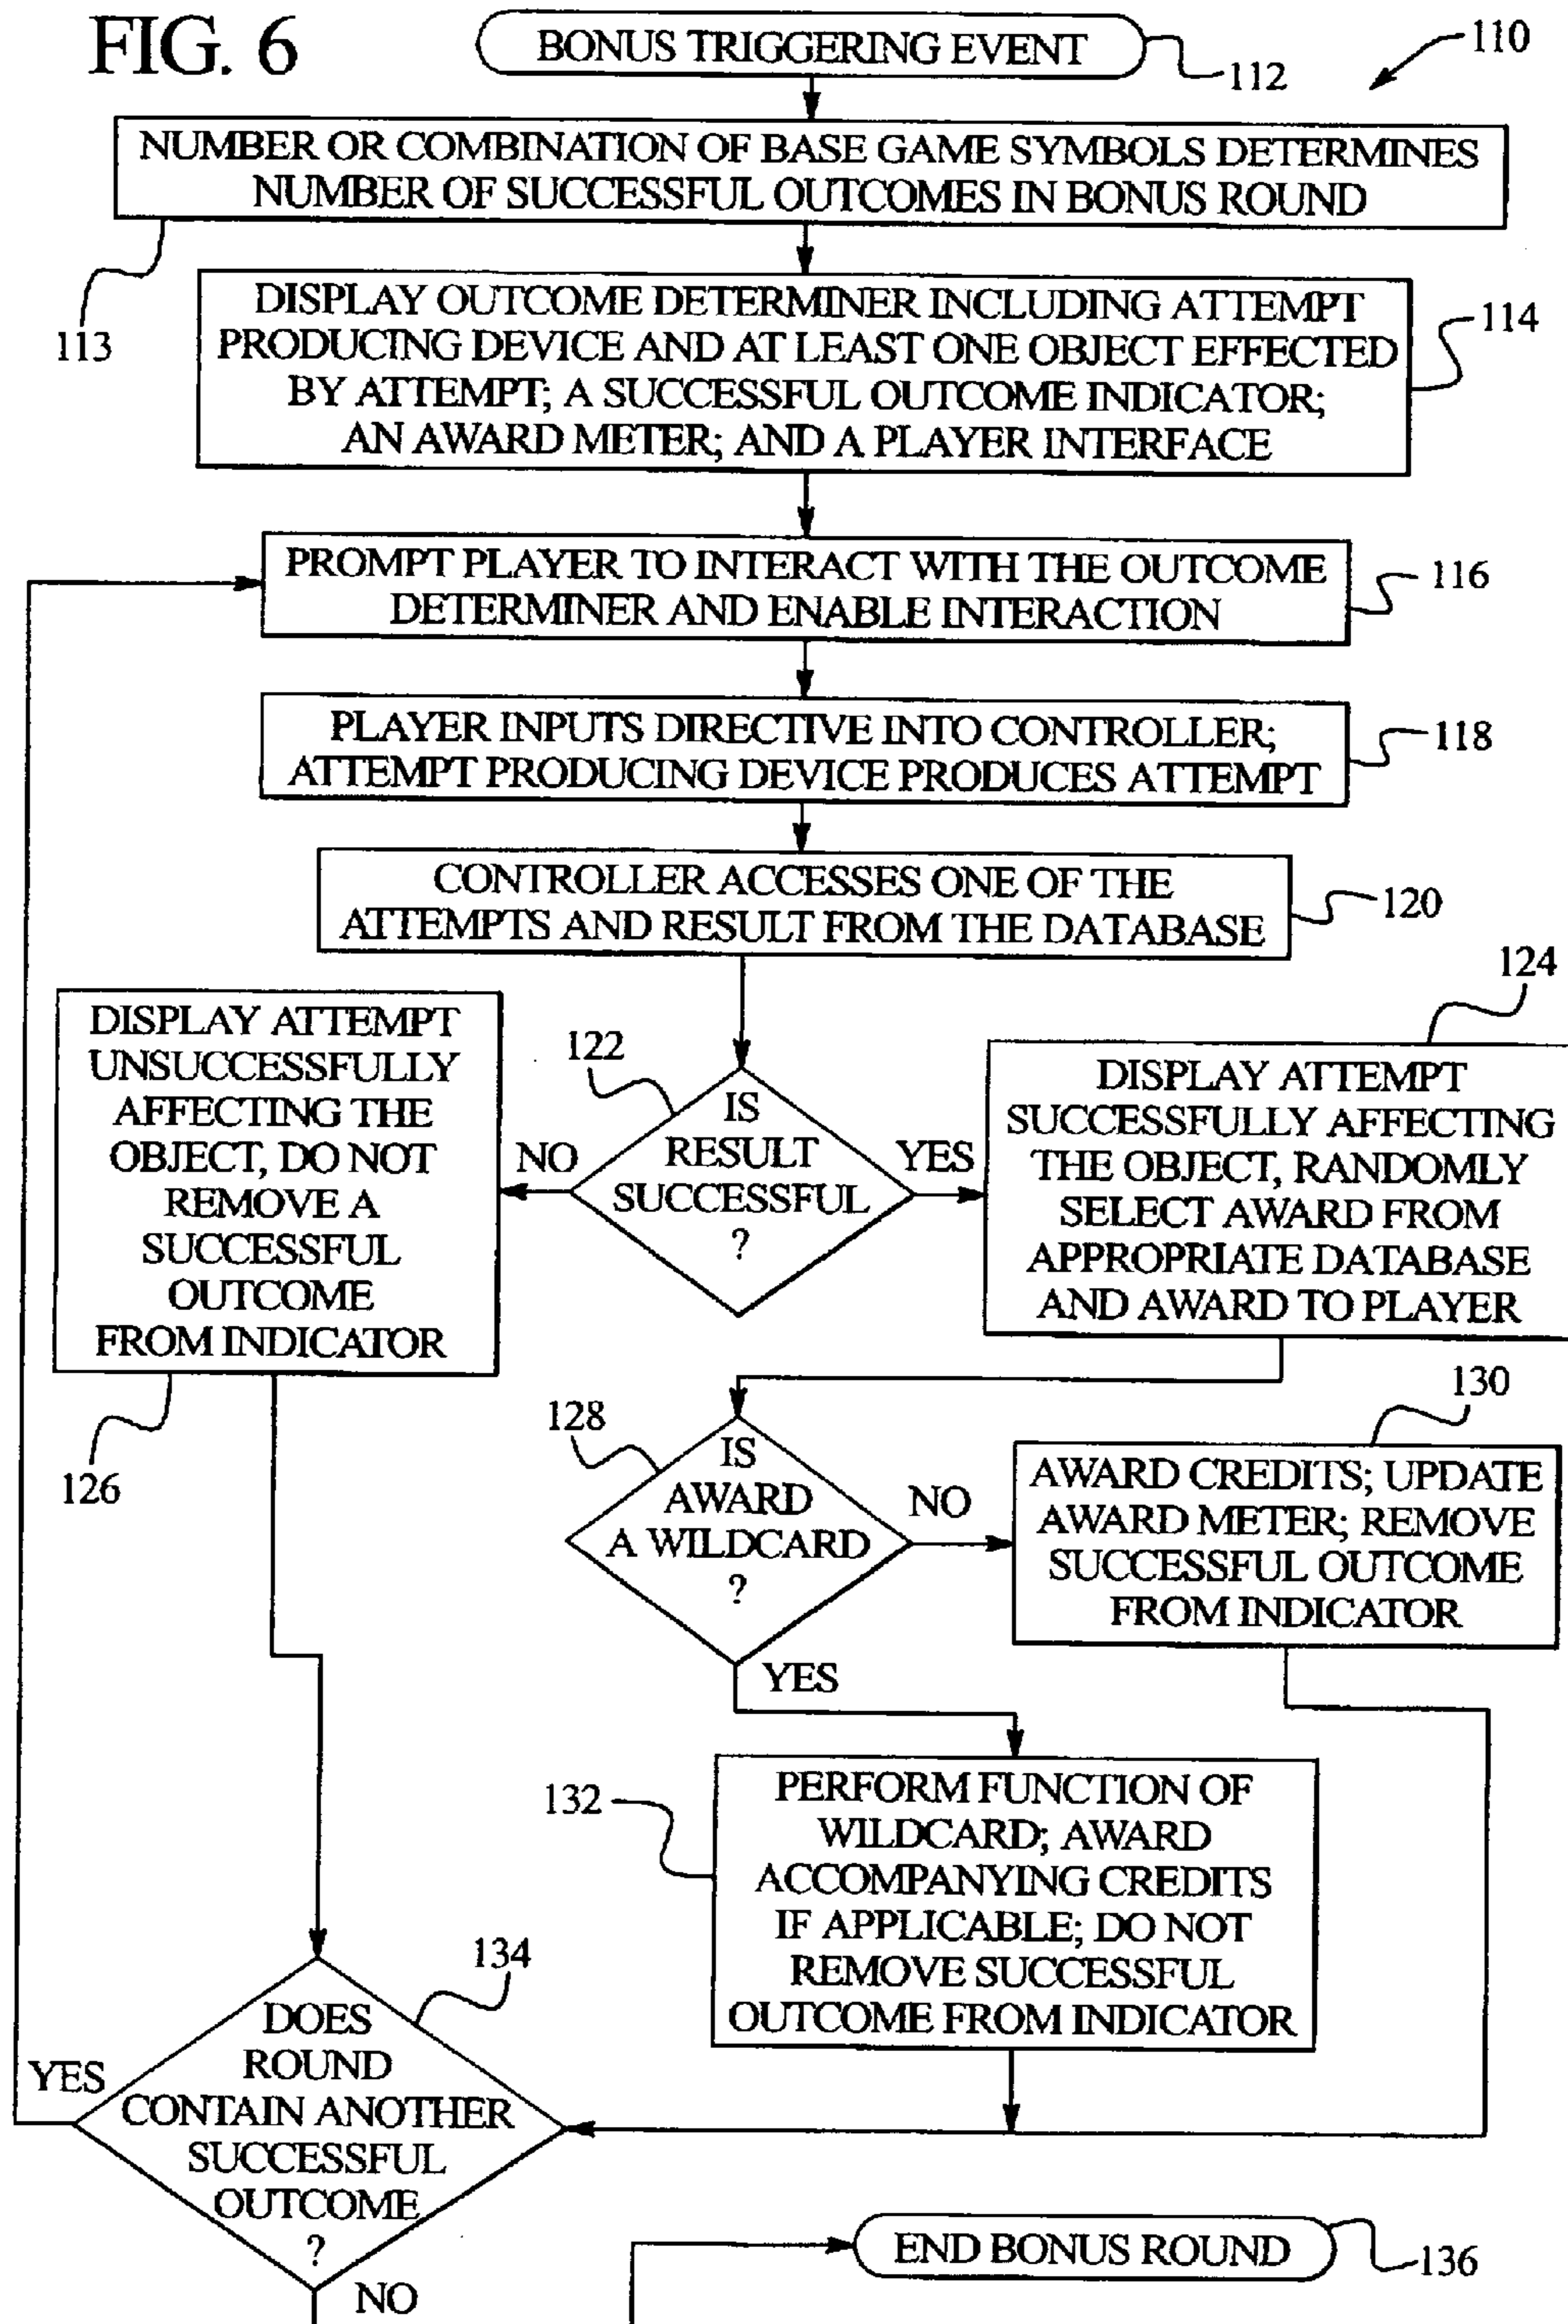 FIG. 6
BONUS TRIGGERING EVENT
112
110
NUMBER OR COMBINATION OF BASE GAME SYMBOLS DETERMINES
NUMBER OF SUCCESSFUL OUTCOMES IN BONUS ROUND
113
DISPLAY OUTCOME DETERMINER INCLUDING ATTEMPT
PRODUCING DEVICE AND AT LEAST ONE OBJECT EFFECTED
BY ATTEMPT; A SUCCESSFUL OUTCOME INDICATOR;
AN AWARD METER; AND A PLAYER INTERFACE
114
PROMPT PLAYER TO INTERACT WITH THE OUTCOME
DETERMINER AND ENABLE INTERACTION
116
PLAYER INPUTS DIRECTIVE INTO CONTROLLER;
ATTEMPT PRODUCING DEVICE PRODUCES ATTEMPT
118
CONTROLLER ACCESSES ONE OF THE
ATTEMPTS AND RESULT FROM THE DATABASE
120
122
IS
RESULT
SUCCESSFUL
?
NO
YES
DISPLAY ATTEMPT
UNSUCCESSFULLY
AFFECTING THE
OBJECT, DO NOT
REMOVE A
SUCCESSFUL
OUTCOME
FROM INDICATOR
126
124
DISPLAY ATTEMPT
SUCCESSFULLY AFFECTING
THE OBJECT, RANDOMLY
SELECT AWARD FROM
APPROPRIATE DATABASE
AND AWARD TO PLAYER
128
IS
AWARD
A WILDCARD
?
NO
YES
130
AWARD CREDITS; UPDATE
AWARD METER; REMOVE
SUCCESSFUL OUTCOME
FROM INDICATOR
132
PERFORM FUNCTION OF
WILDCARD; AWARD
ACCOMPANYING CREDITS
IF APPLICABLE; DO NOT
REMOVE SUCCESSFUL
OUTCOME FROM INDICATOR
134
DOES
ROUND
CONTAIN ANOTHER
SUCCESSFUL
OUTCOME
?
YES
NO
END BONUS ROUND
136